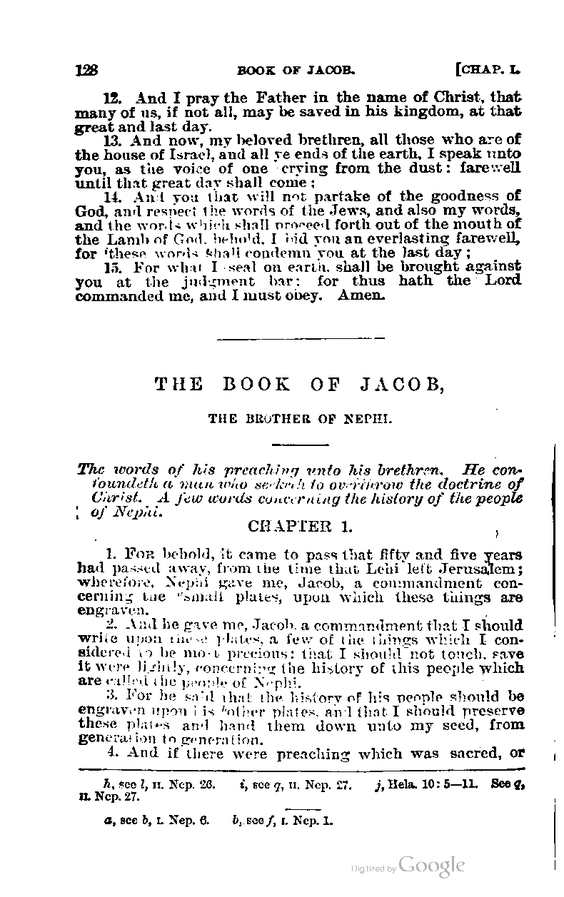 128 BOOK OF JACOB. [CHAP. I.
12. And I pray the Father in the name of Christ, that
many of us, if not all, may be saved in his kingdom, at that
great and last day.
13. And now, my beloved brethren, all those who are of
the house of Israel, and all ye ends of the earth, I speak unto
you, as the voice of one crying from the dust: farewell
until that great day shall come;
14. And you that will not partake of the goodness of
God, and respect the words of the Jews, and also my words,
and the words which shall proceed forth out of the mouth of
the Lamb of God, behold, I bid you an everlasting farewell,
for these words shall condemn you at the last day;
15. For what I seal on earth, shall be brought against
you at the judgment bar; for thus hath the Lord
commanded me, and I must obey. Amen.
THE BOOK OF JACOB,
THE BROTHER OF NEPHI.
The words of his preaching unto his brethren. He con-
foundeth a man who seeketh to overthrow the doctrine of
Christ. A few words concerning the history of the people
of Nephi.
CHAPTER 1.
1. FOR behold, it came to pass that fifty and five years
had passed away, from the time that Lehi left Jerusalem;
wherefore, Nephi gave me, Jacob, a commandment con-
cerning the "small plates, upon which these things are
engraven.
2. And he gave me, Jacob, a commandment that I should
write upon these plates, a few of the things which I con-
sidered to be most precious: that I should not touch, save
it were lightly, concerning the history of this people which
are called the people of Nephi.
3. For he said that the history of his people should be
engraven upon his other plates, and that I should preserve
these plates and hand them down unto my seed, from
generation to generation.
4. And if there were preaching which was sacred, or
h, see l, II. Nep. 26. i, see q, II. Nep. 27. j, Hela. 10: 5—11. See q,
II. Nep. 27.
a, see b, I. Nep. 6. b, see f, I. Nep. 1.
Digitized by Google